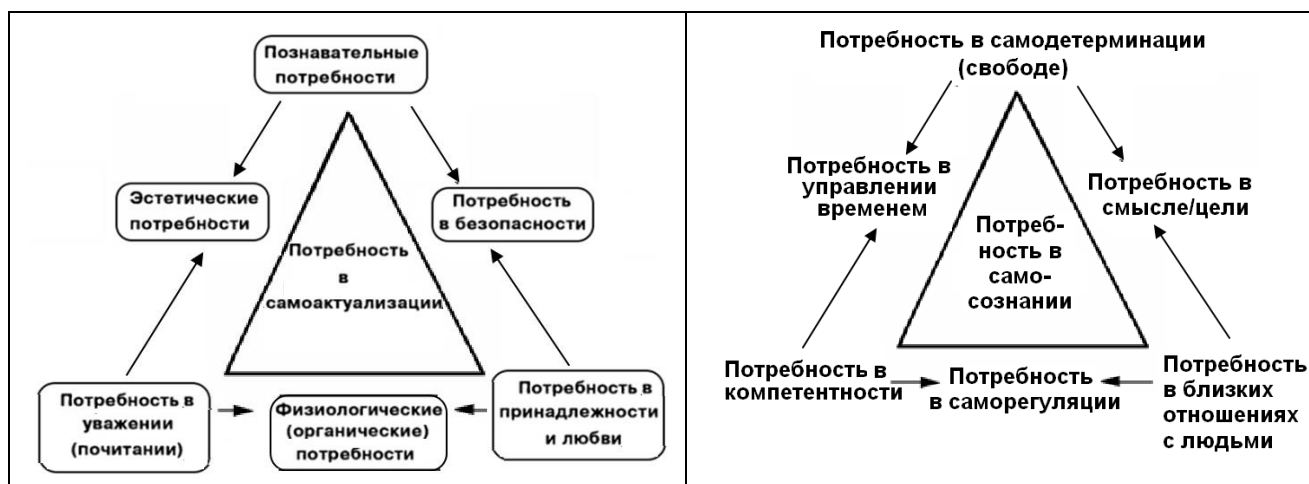 Познавательные
потребности
Эстетические
потребности
Потребность
в безопасности
Потребность
в
самоактуализации
Потребность в
уважении
(почитании)
Физиологические
(органические)
потребности
Потребность в
принадлежности
и любви
Потребность в самодетерминации
(свободе)
Потребность в
управлении
временем
Потребность в
смысле/цели
Потреб-
ность в
само-
сознании
Потребность в
компетентности
Потребность
в саморегуляции
Потребность
в близких
отношениях
с людьми